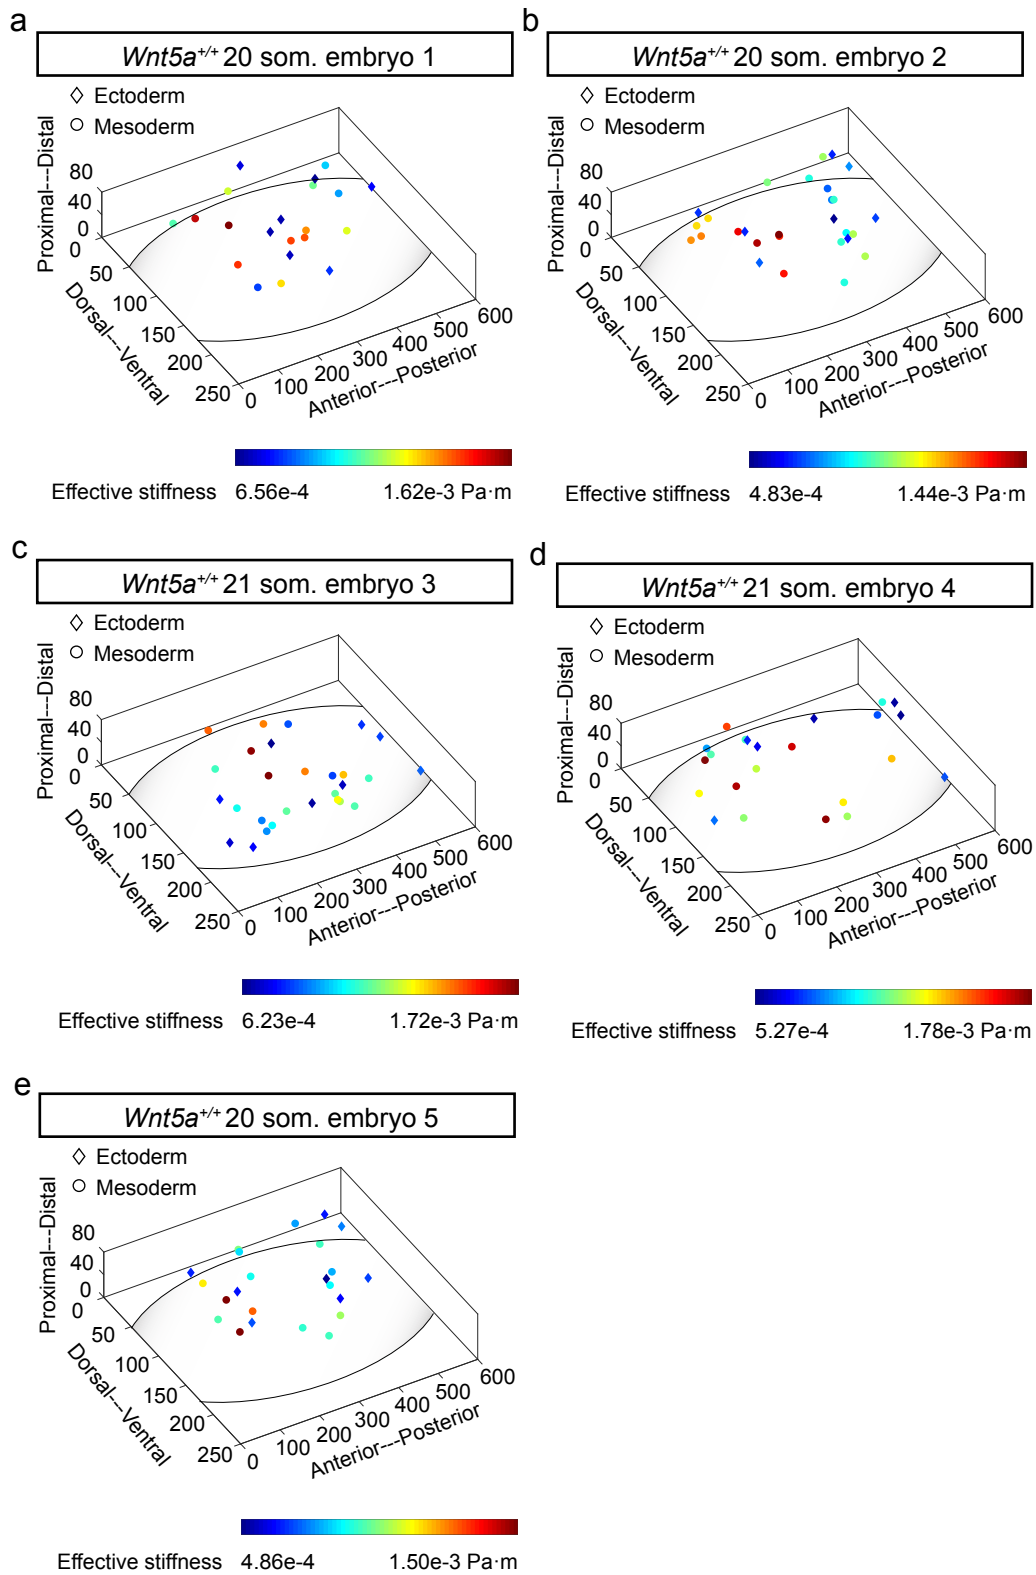 a
Wnt5a+/+ 20 som. embryo 1
Ectoderm
Mesoderm
Proximal---Distal
80
40
0
0
50
100
150
200
250
Dorsal---Ventral
0
100
200
300
400
500
600
Anterior---Posterior
Effective stiffness 6.56e-4 1.62e-3 Pa·m
b
Wnt5a+/+ 20 som. embryo 2
Ectoderm
Mesoderm
Proximal---Distal
80
40
0
0
50
100
150
200
250
Dorsal---Ventral
0
100
200
300
400
500
600
Anterior---Posterior
Effective stiffness 4.83e-4 1.44e-3 Pa·m
c
Wnt5a+/+ 21 som. embryo 3
Ectoderm
Mesoderm
Proximal---Distal
80
40
0
0
50
100
150
200
250
Dorsal---Ventral
0
100
200
300
400
500
600
Anterior---Posterior
Effective stiffness 6.23e-4 1.72e-3 Pa·m
d
Wnt5a+/+ 21 som. embryo 4
Ectoderm
Mesoderm
Proximal---Distal
80
40
0
0
50
100
150
200
250
Dorsal---Ventral
0
100
200
300
400
500
600
Anterior---Posterior
Effective stiffness 5.27e-4 1.78e-3 Pa·m
e
Wnt5a+/+ 20 som. embryo 5
Ectoderm
Mesoderm
Proximal---Distal
80
40
0
0
50
100
150
200
250
Dorsal---Ventral
0
100
200
300
400
500
600
Anterior---Posterior
Effective stiffness 4.86e-4 1.50e-3 Pa·m